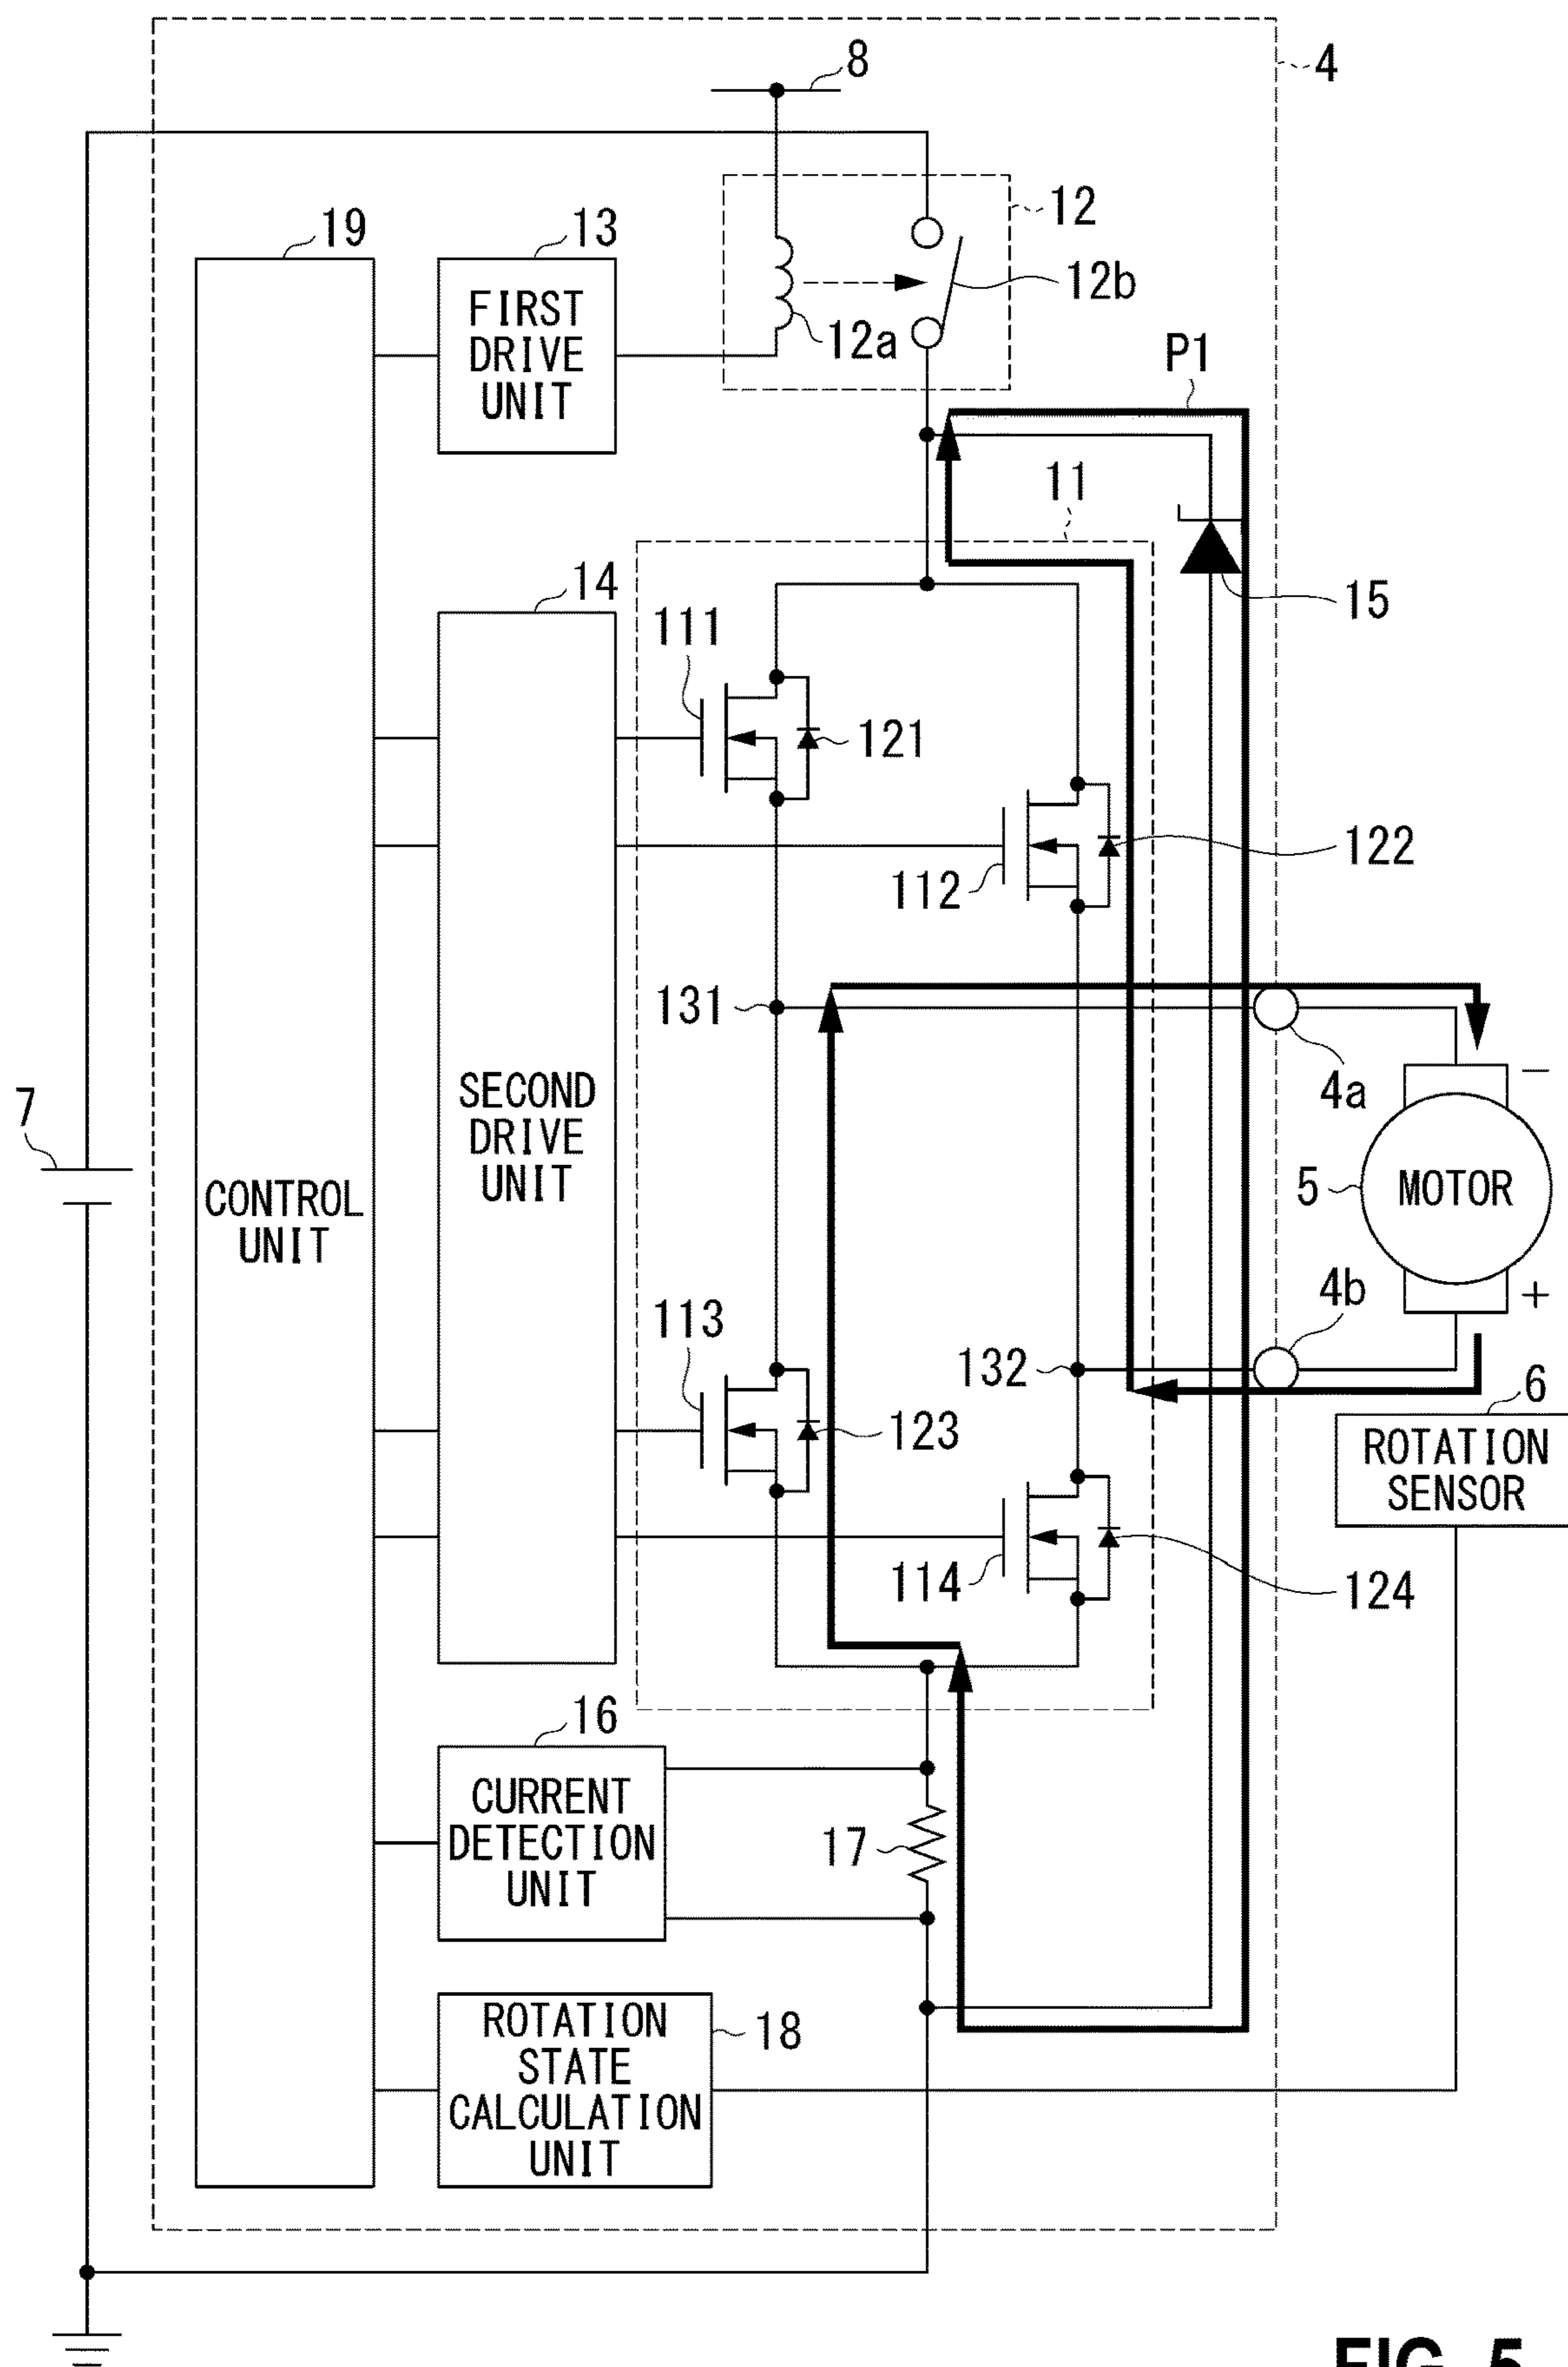 8
4
12
19
13
12b
FIRST
DRIVE
UNIT
12a
P1
11
14
15
111
121
122
112
131
4a
−
7
SECOND
DRIVE
UNIT
CONTROL
UNIT
5
MOTOR
4b
+
113
132
6
123
ROTATION
SENSOR
114
124
16
CURRENT
DETECTION
UNIT
17
ROTATION
STATE
CALCULATION
UNIT
18
FIG. 5